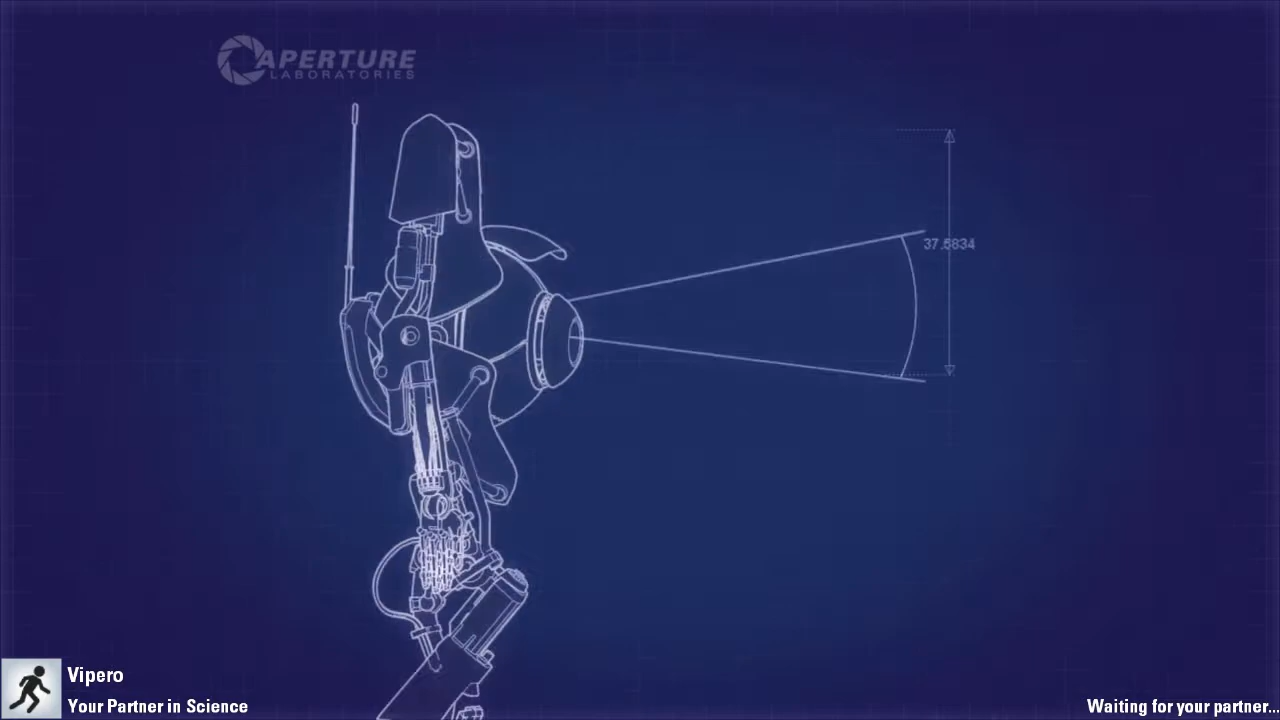 APERTURE
LABORATORIES
37.5834
Vipero
Your Partner in Science
Waiting for your partner...